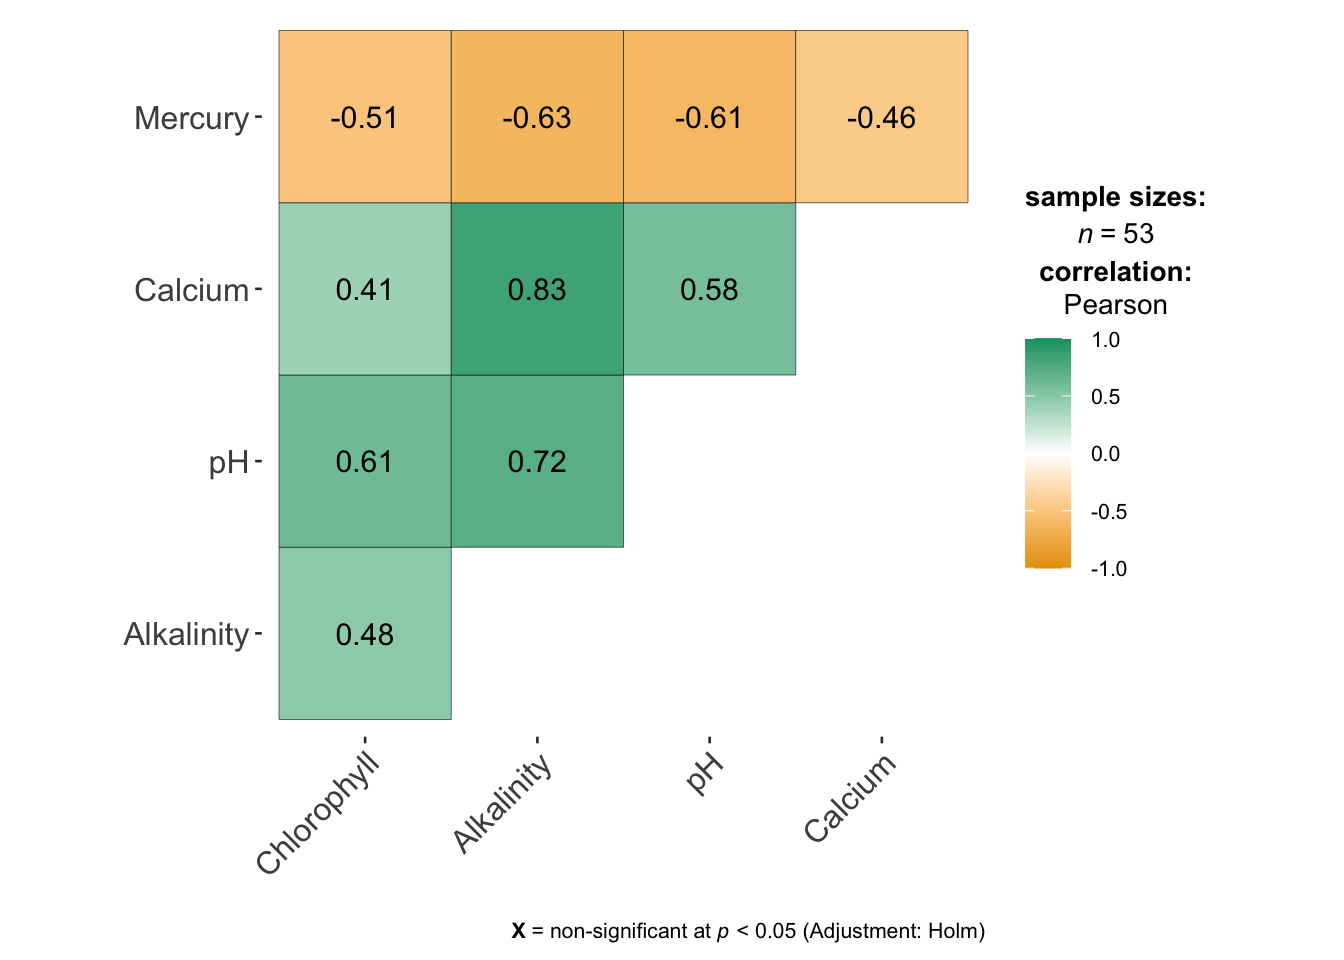 Mercury
-0.51 -0.63 -0.61 -0.46
Calcium
0.41 0.83 0.58
pH
0.61 0.72
Alkalinity
0.48
Chlorophyll
Alkalinity
pH
Calcium
sample sizes:
n = 53
correlation:
Pearson
1.0
0.5
0.0
-0.5
-1.0
X = non-significant at p < 0.05 (Adjustment: Holm)